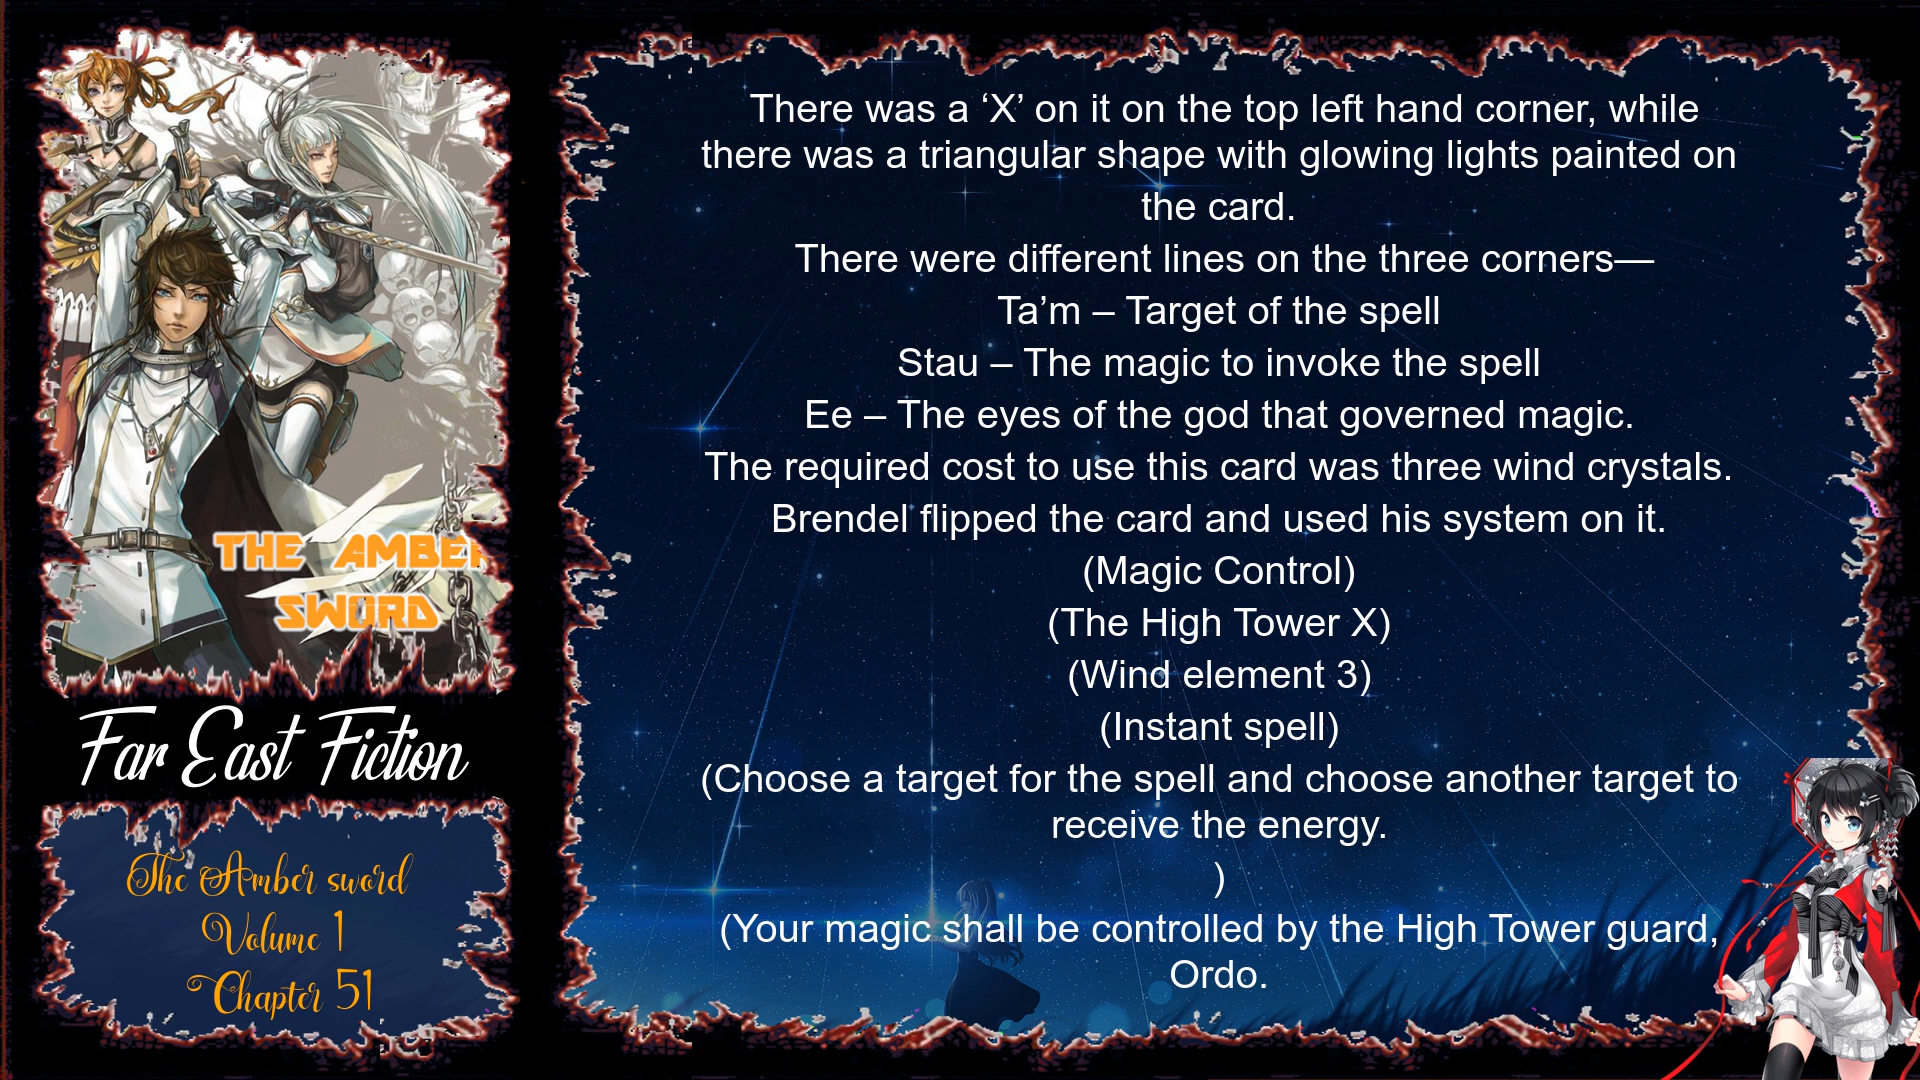 THE AMBER
SWORD
Far East Fiction
The Amber sword
Volume 1
Chapter 51
There was a ‘X’ on it on the top left hand corner, while
there was a triangular shape with glowing lights painted on
the card.
There were different lines on the three corners—
Ta’m – Target of the spell
Stau – The magic to invoke the spell
Ee – The eyes of the god that governed magic.
The required cost to use this card was three wind crystals.
Brendel flipped the card and used his system on it.
(Magic Control)
(The High Tower X)
(Wind element 3)
(Instant spell)
(Choose a target for the spell and choose another target to
receive the energy.
)
(Your magic shall be controlled by the High Tower guard,
Ordo.